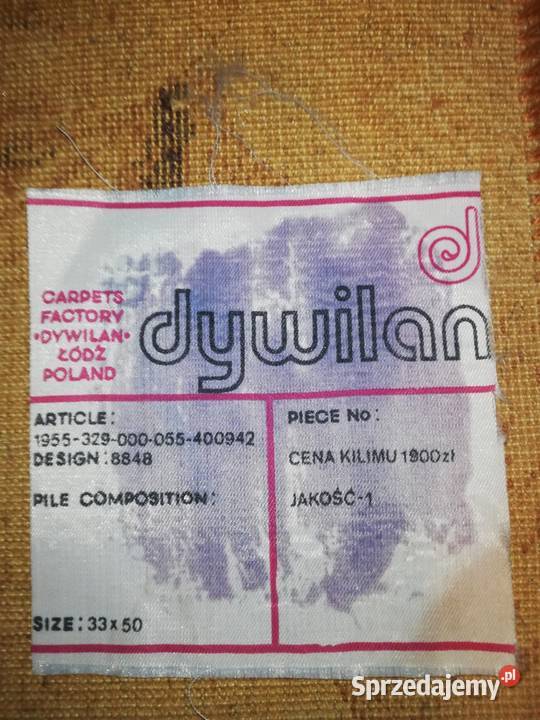 d
dywilan
CARPETS
FACTORY
•DYWILAN•
ŁÓDŹ
POLAND
ARTICLE:
1955-329-000-055-400942
DESIGN:8848
PILE COMPOSITION:
SIZE:33x50
PIECE No:
CENA KILIMU 1900zł
JAKOŚĆ-1
Sprzedajemy.pl